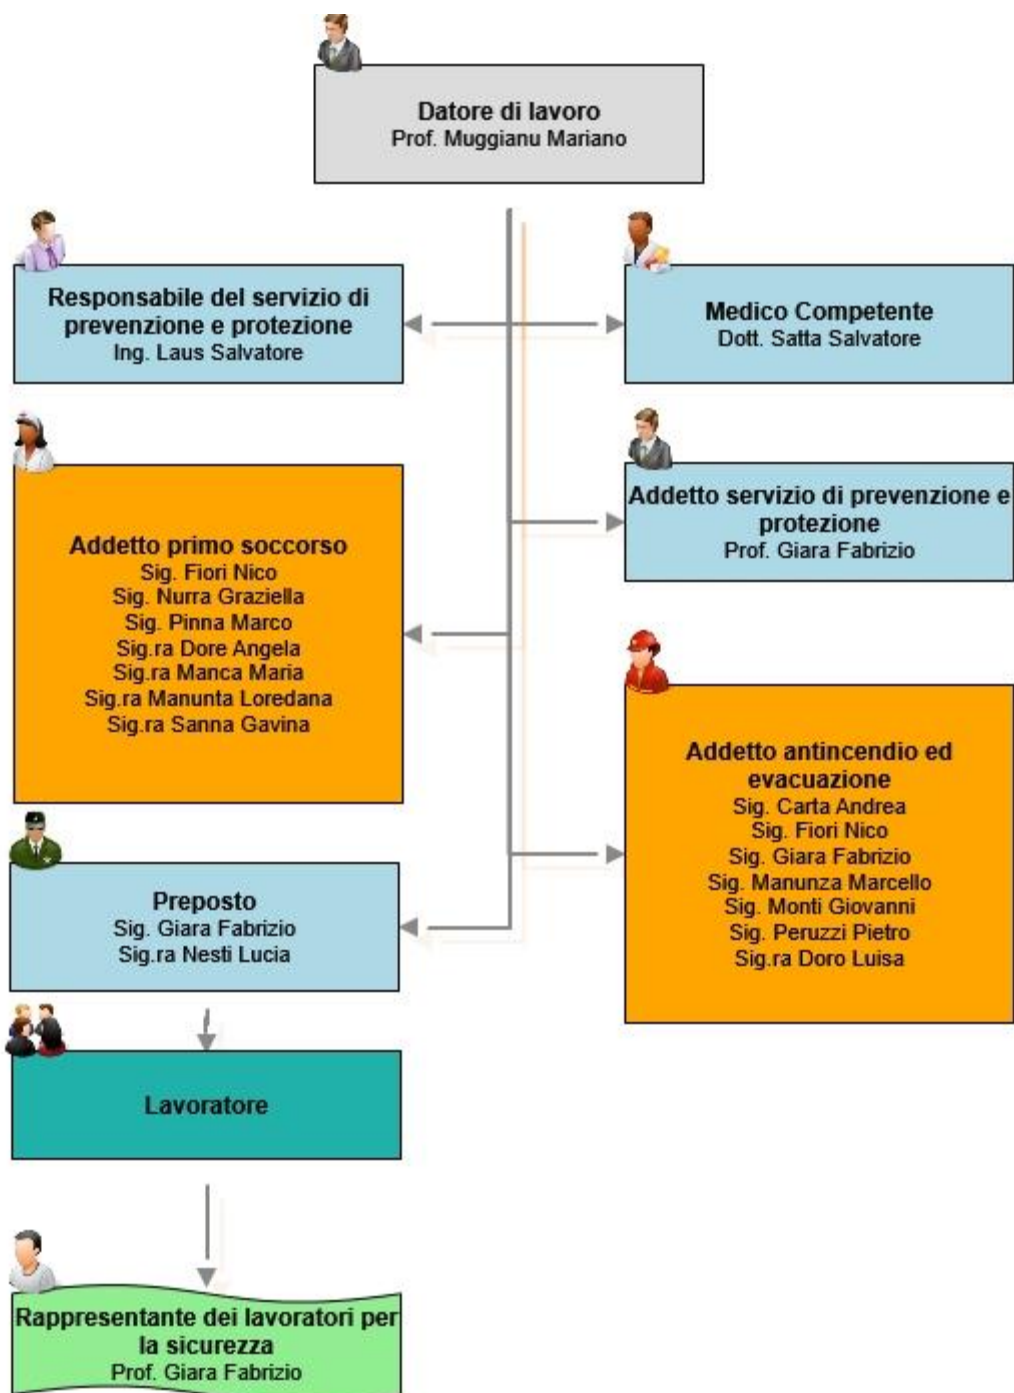 Datore di lavoro
Prof. Muggianu Mariano
Responsabile del servizio di
prevenzione e protezione
Ing. Laus Salvatore
Medico Competente
Dott. Satta Salvatore
Addetto primo soccorso
Sig. Fiori Nico
Sig. Nurra Graziella
Sig. Pinna Marco
Sig.ra Dore Angela
Sig.ra Manca Maria
Sig.ra Manunta Loredana
Sig.ra Sanna Gavina
Addetto servizio di prevenzione e
protezione
Prof. Giara Fabrizio
Addetto antincendio ed
evacuazione
Sig. Carta Andrea
Sig. Fiori Nico
Sig. Giara Fabrizio
Sig. Manunza Marcello
Sig. Monti Giovanni
Sig. Peruzzi Pietro
Sig.ra Doro Luisa
Preposto
Sig. Giara Fabrizio
Sig.ra Nesti Lucia
Lavoratore
Rappresentante dei lavoratori per
la sicurezza
Prof. Giara Fabrizio